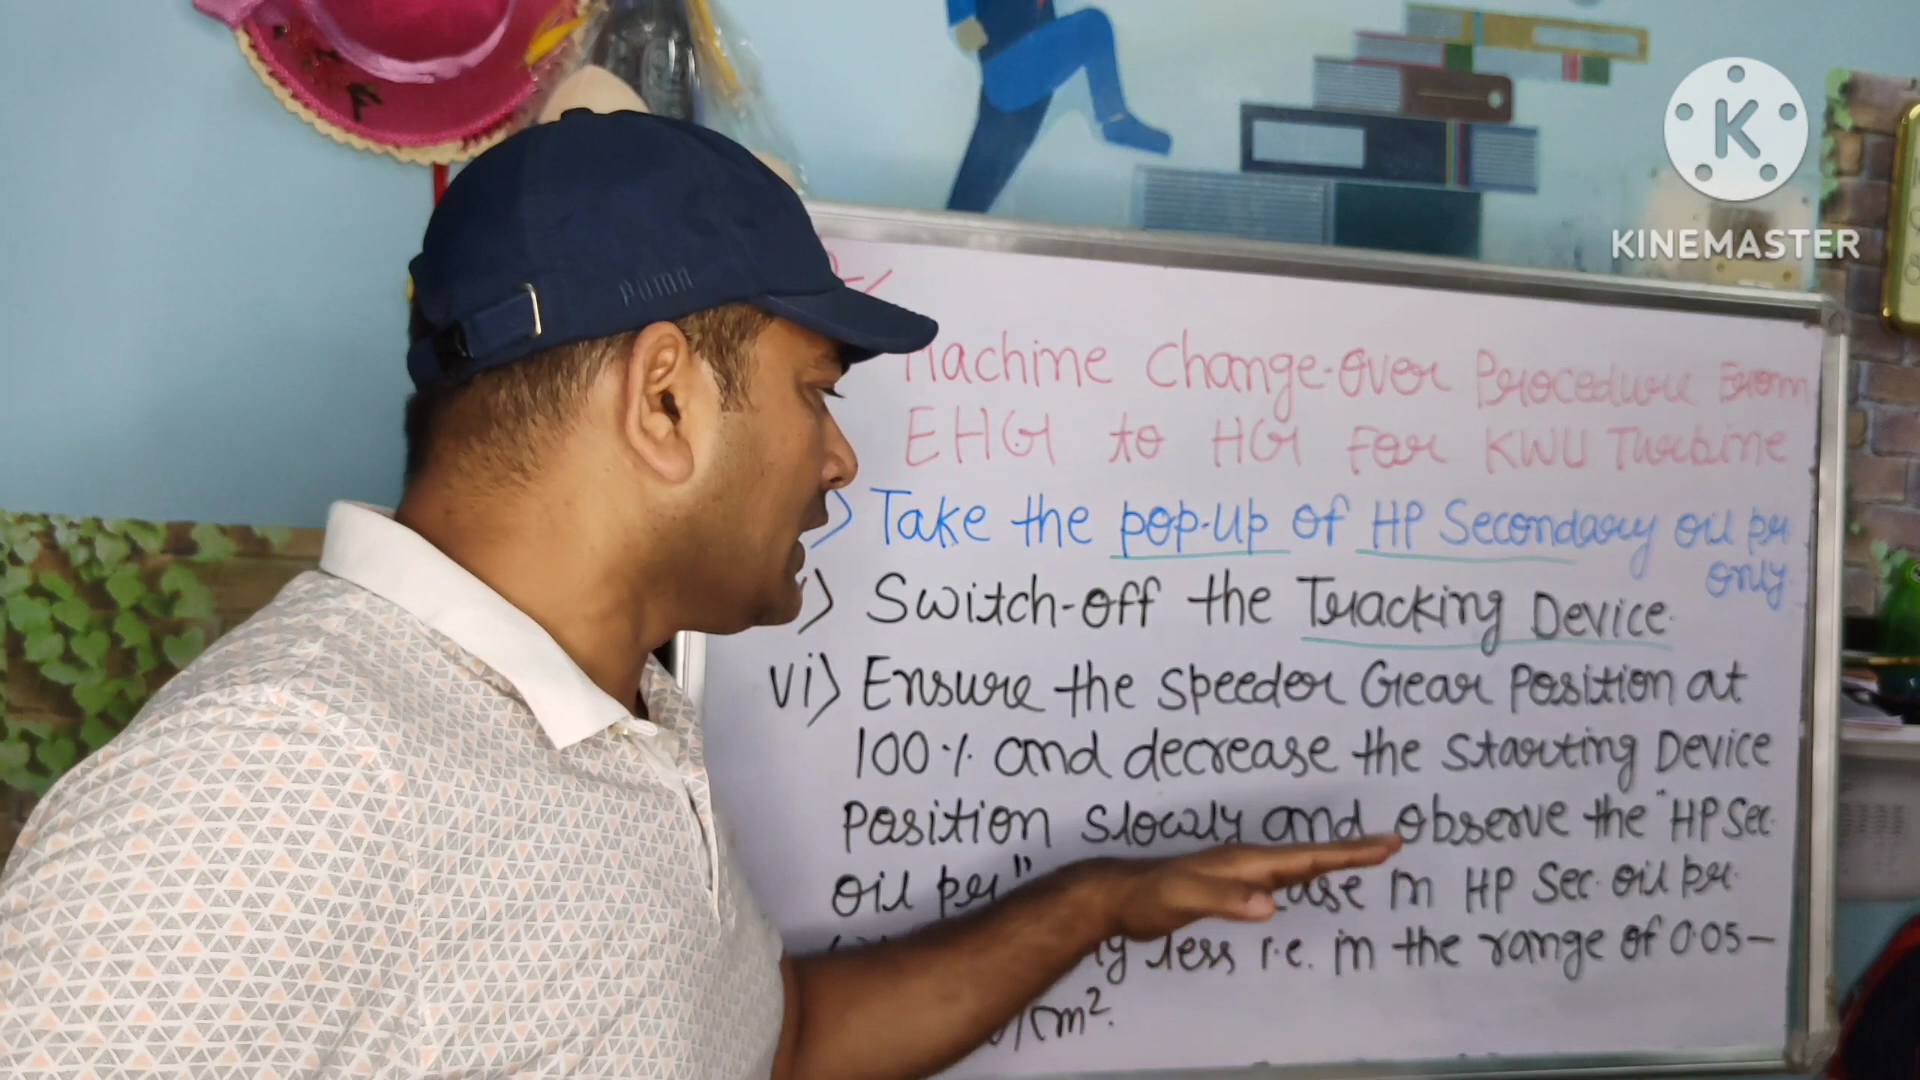 KINEMASTER
PUMA
Machine Change-Over Procedure From
EHG to HG For KWU Turbine
> Take the pop-up of HP Secondary oil pr
only.
> Switch-off the Tracking Device.
vi) Ensure the Speeder Gear Position at
100% and decrease the Starting Device
Position slowly and observe the "HP Sec.
oil pr"
in HP Sec. oil pr.
less i.e. in the range of 0.05-
/cm².